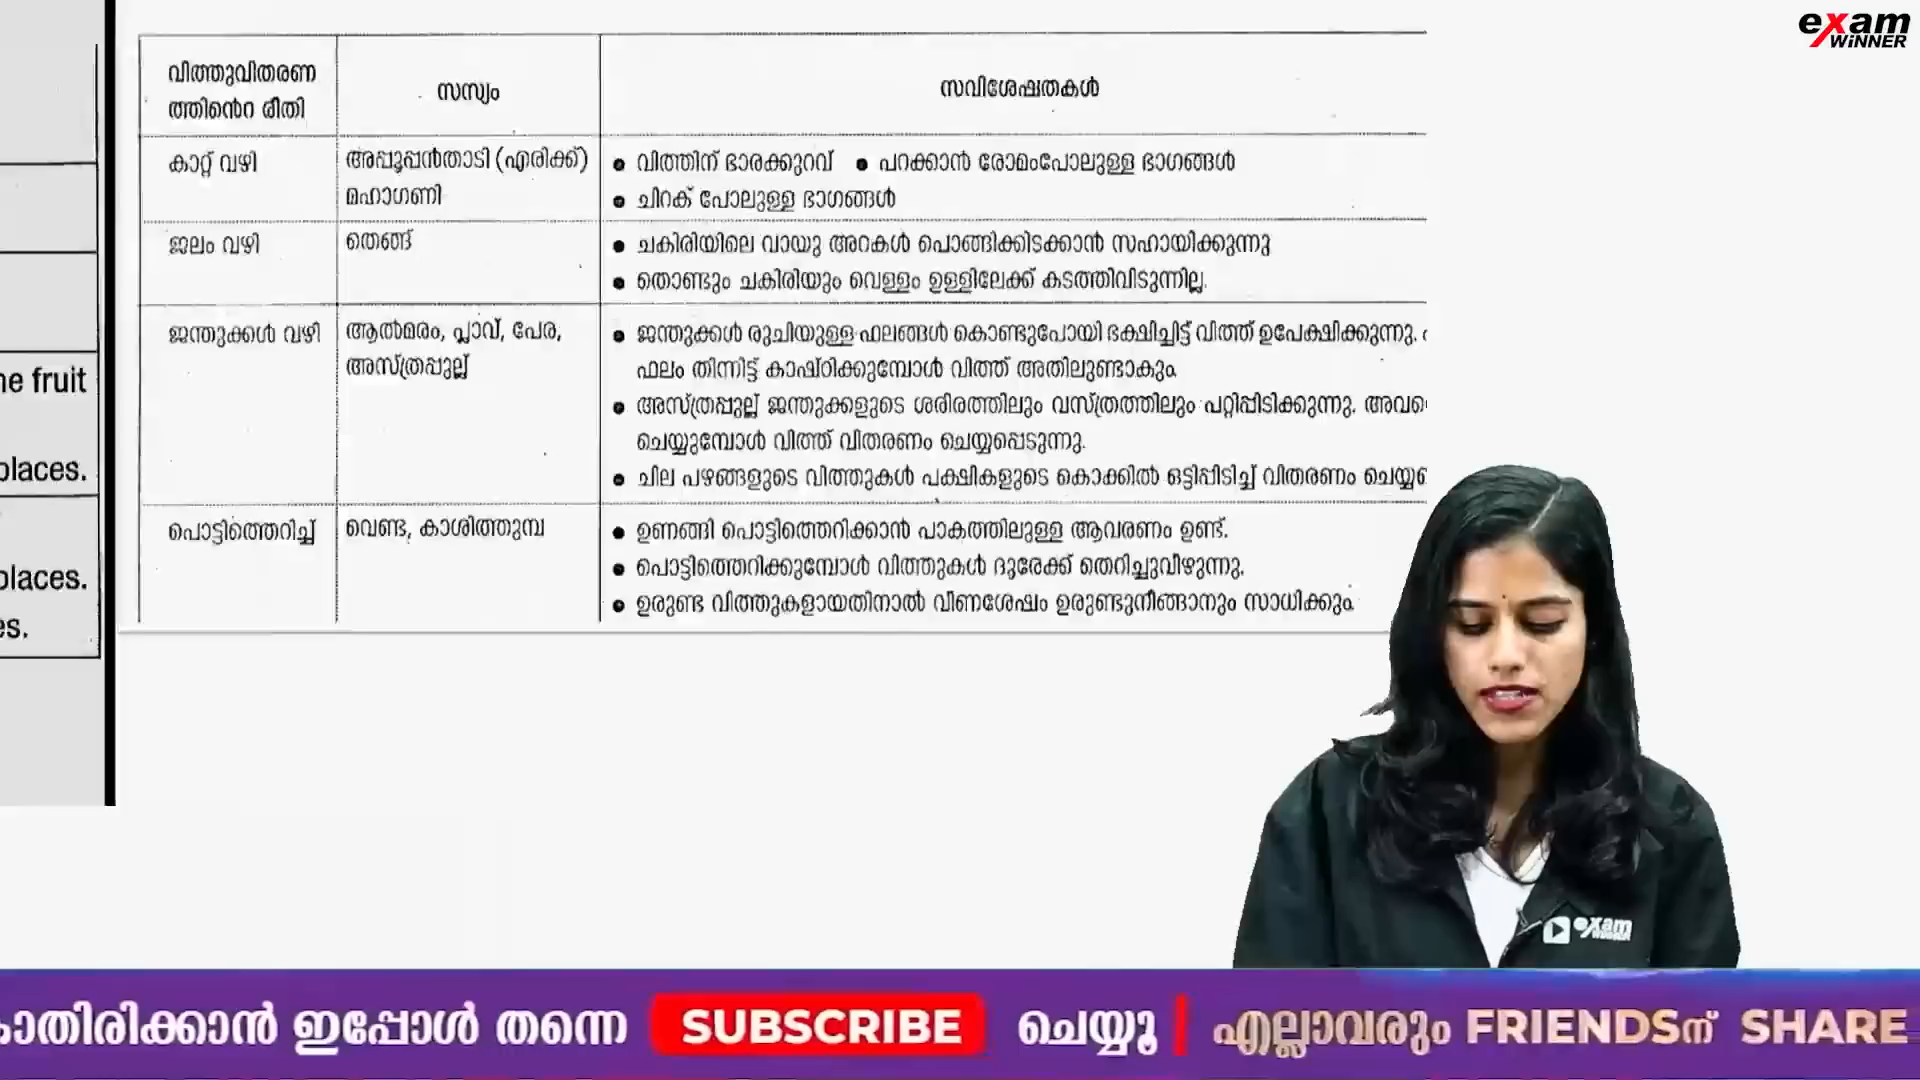 exam
WiNNER
he fruit
places.
places.
es.
വിത്തുവിതരണ
ത്തിന്റെ രീതി
സസ്യം
സവിശേഷതകൾ
കാറ്റ് വഴി
അപ്പൂപ്പൻതാടി (എരിക്ക്)
മഹാഗണി
● വിത്തിന് ഭാരക്കുറവ് ● പറക്കാൻ രോമംപോലുള്ള ഭാഗങ്ങൾ
● ചിറക് പോലുള്ള ഭാഗങ്ങൾ
ജലം വഴി
തെങ്ങ്
● ചകിരിയിലെ വായു അറകൾ പൊങ്ങിക്കിടക്കാൻ സഹായിക്കുന്നു
● തൊണ്ടും ചകിരിയും വെള്ളം ഉള്ളിലേക്ക് കടത്തിവിടുന്നില്ല.
ജന്തുക്കൾ വഴി
ആൽമരം, പ്ലാവ്, പേര,
അസ്ത്രപ്പുല്ല്
● ജന്തുക്കൾ രുചിയുള്ള ഫലങ്ങൾ കൊണ്ടുപോയി ഭക്ഷിച്ചിട്ട് വിത്ത് ഉപേക്ഷിക്കുന്നു.
ഫലം തിന്നിട്ട് കാഷ്ഠിക്കുമ്പോൾ വിത്ത് അതിലുണ്ടാകും.
● അസ്ത്രപ്പുല്ല് ജന്തുക്കളുടെ ശരീരത്തിലും വസ്ത്രത്തിലും പറ്റിപ്പിടിക്കുന്നു.
ചെയ്യുമ്പോൾ വിത്ത് വിതരണം ചെയ്യപ്പെടുന്നു.
● ചില പഴങ്ങളുടെ വിത്തുകൾ പക്ഷികളുടെ കൊക്കിൽ ഒട്ടിപ്പിടിച്ച് വിതരണം
പൊട്ടിത്തെറിച്ച്
വെണ്ട, കാശിത്തുമ്പ
● ഉണങ്ങി പൊട്ടിത്തെറിക്കാൻ പാകത്തിലുള്ള ആവരണം ഉണ്ട്.
● പൊട്ടിത്തെറിക്കുമ്പോൾ വിത്തുകൾ ദൂരേക്ക് തെറിച്ചുവീഴുന്നു.
● ഉരുണ്ട വിത്തുകളായതിനാൽ വീണശേഷം ഉരുണ്ടുനീങ്ങാനും സാധിക്കും.
exam
WINNER
കാതിരിക്കാൻ ഇപ്പോൾ തന്നെ SUBSCRIBE ചെയ്യൂ | എല്ലാവരും FRIENDSന് SHARE